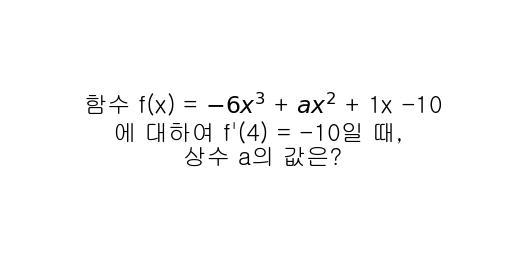 함수 f(x) = −6x³ + ax² + 1x −10
에 대하여 f'(4) = −10일 때,
상수 a의 값은?